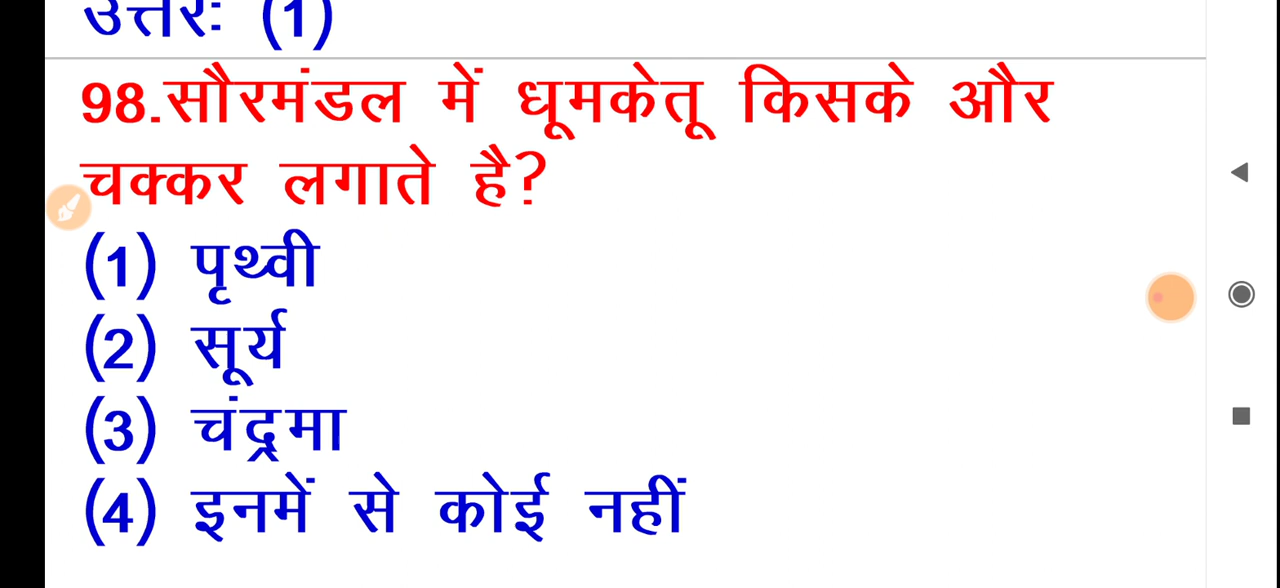 उत्तरः (1)
98.सौरमंडल में धूमकेतू किसके और
चक्कर लगाते है?
(1) पृथ्वी
(2) सूर्य
(3) चंद्रमा
(4) इनमें से कोई नहीं